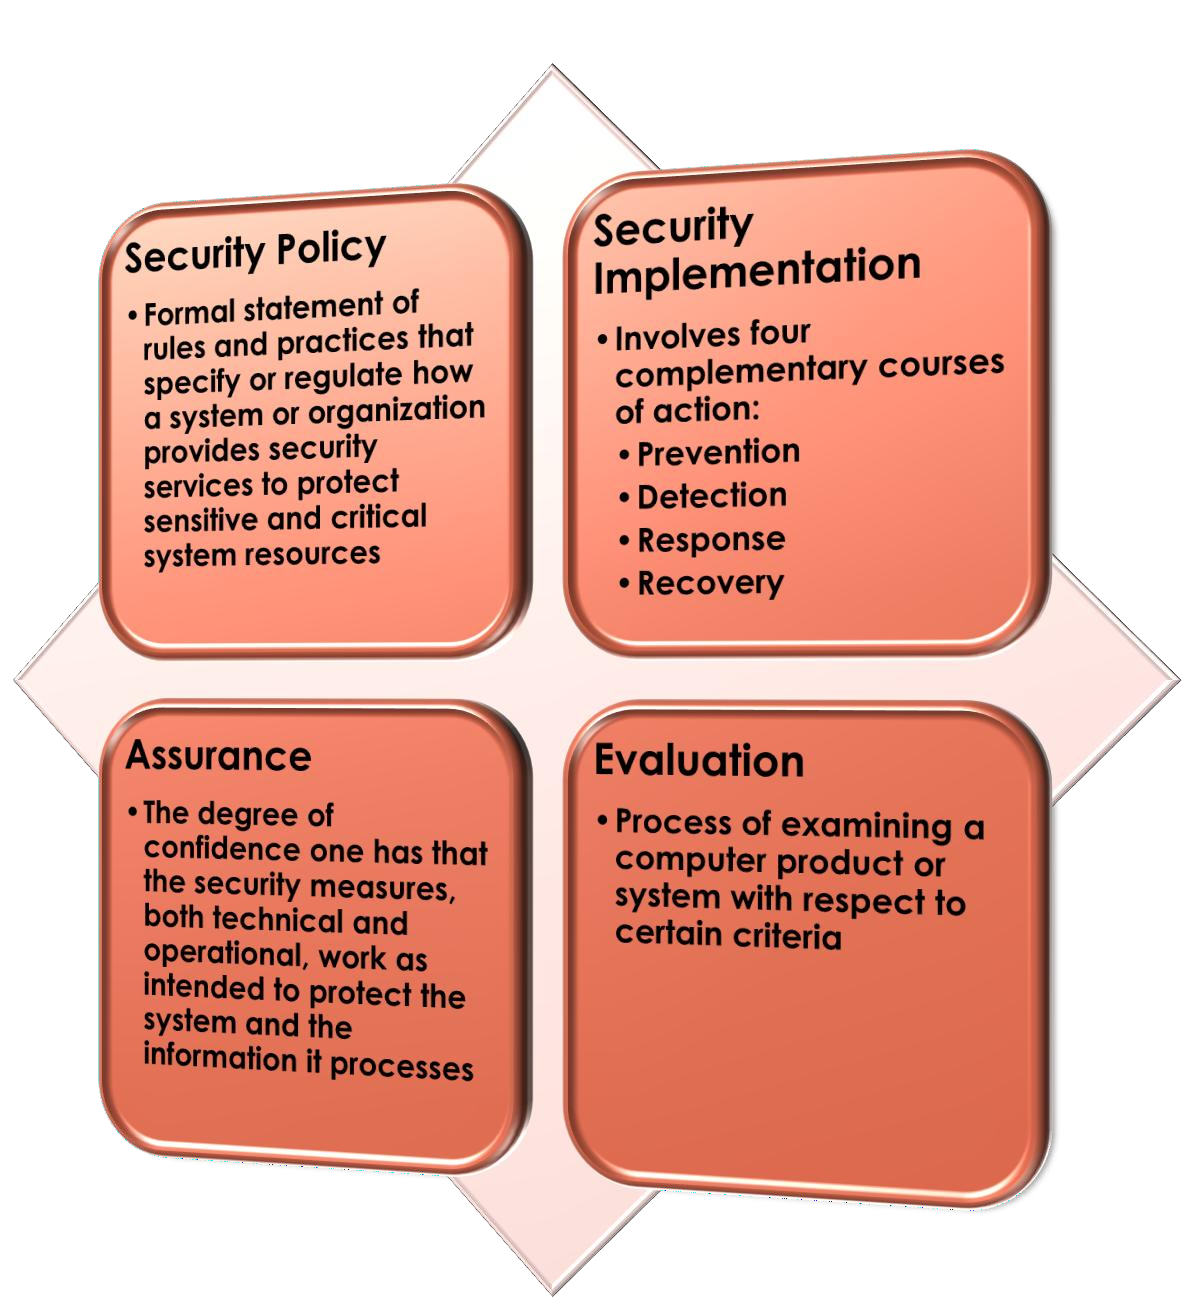 Security Policy
• Formal statement of
rules and practices that
specify or regulate how
a system or organization
provides security
services to protect
sensitive and critical
system resources
Security
Implementation
• Involves four
complementary courses
of action:
• Prevention
• Detection
• Response
• Recovery
Assurance
• The degree of
confidence one has that
the security measures,
both technical and
operational, work as
intended to protect the
system and the
information it processes
Evaluation
• Process of examining a
computer product or
system with respect to
certain criteria